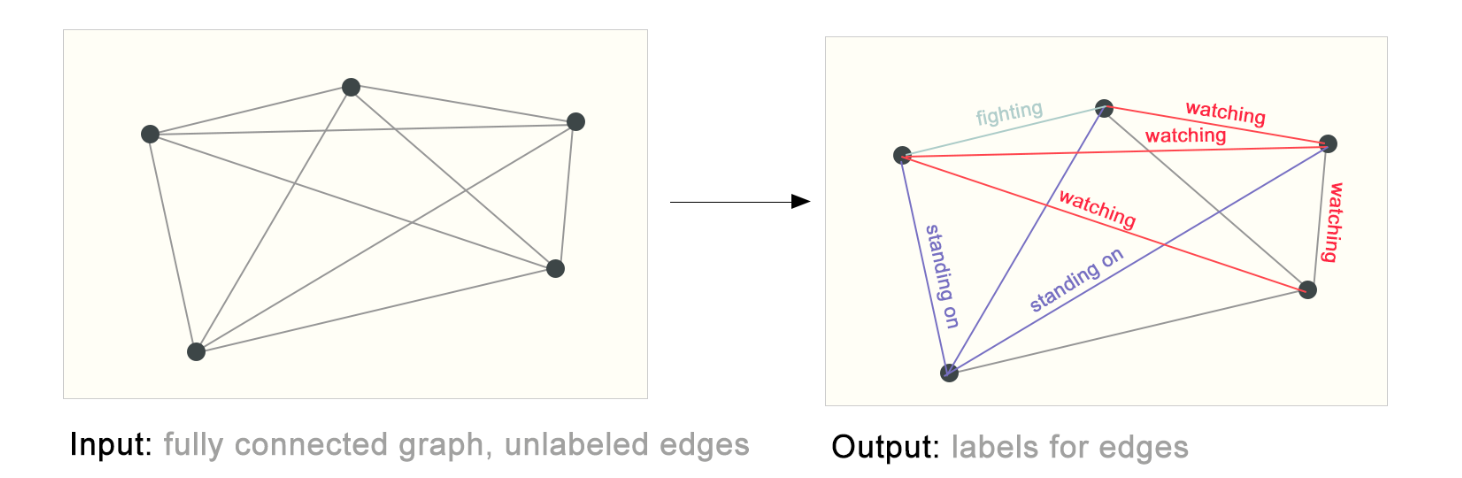 fighting
watching
watching
watching
watching
standing on
standing on
Input: fully connected graph, unlabeled edges
Output: labels for edges